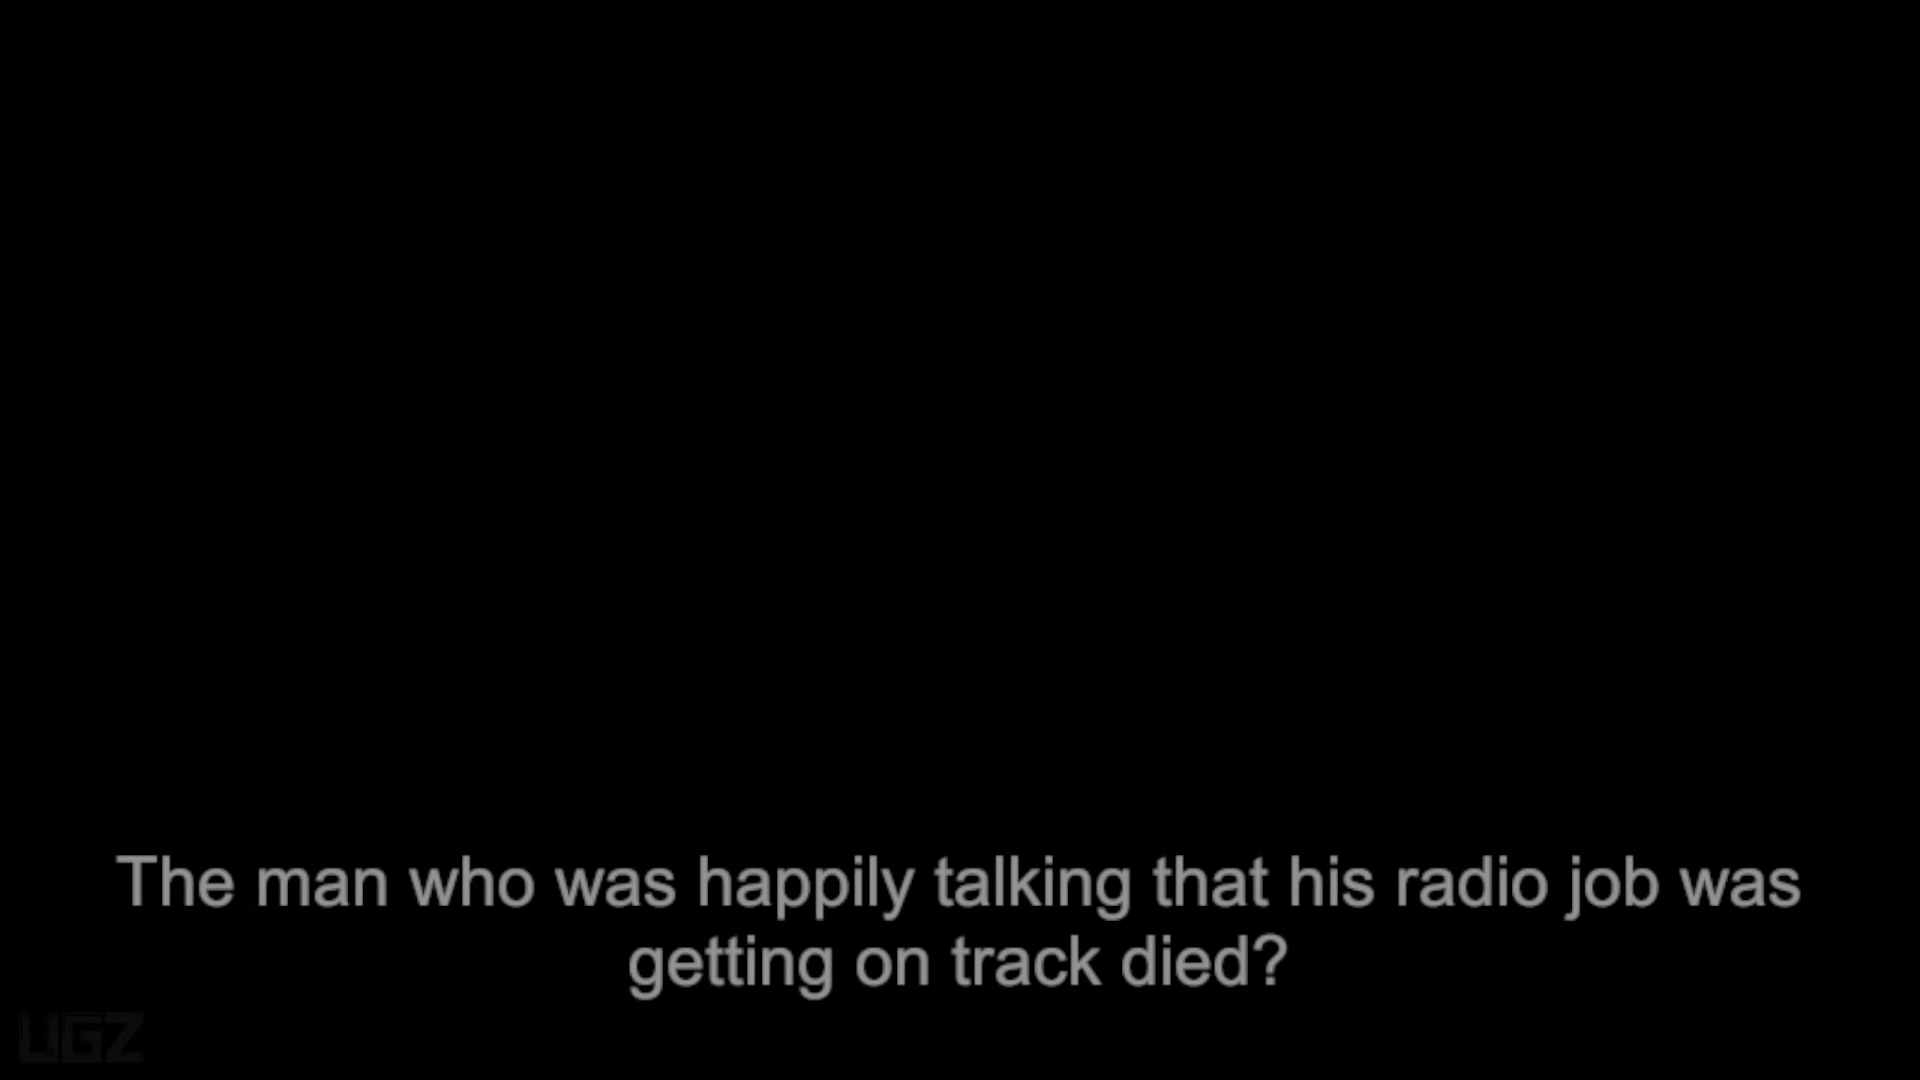 The man who was happily talking that his radio job was
getting on track died?
UGZ